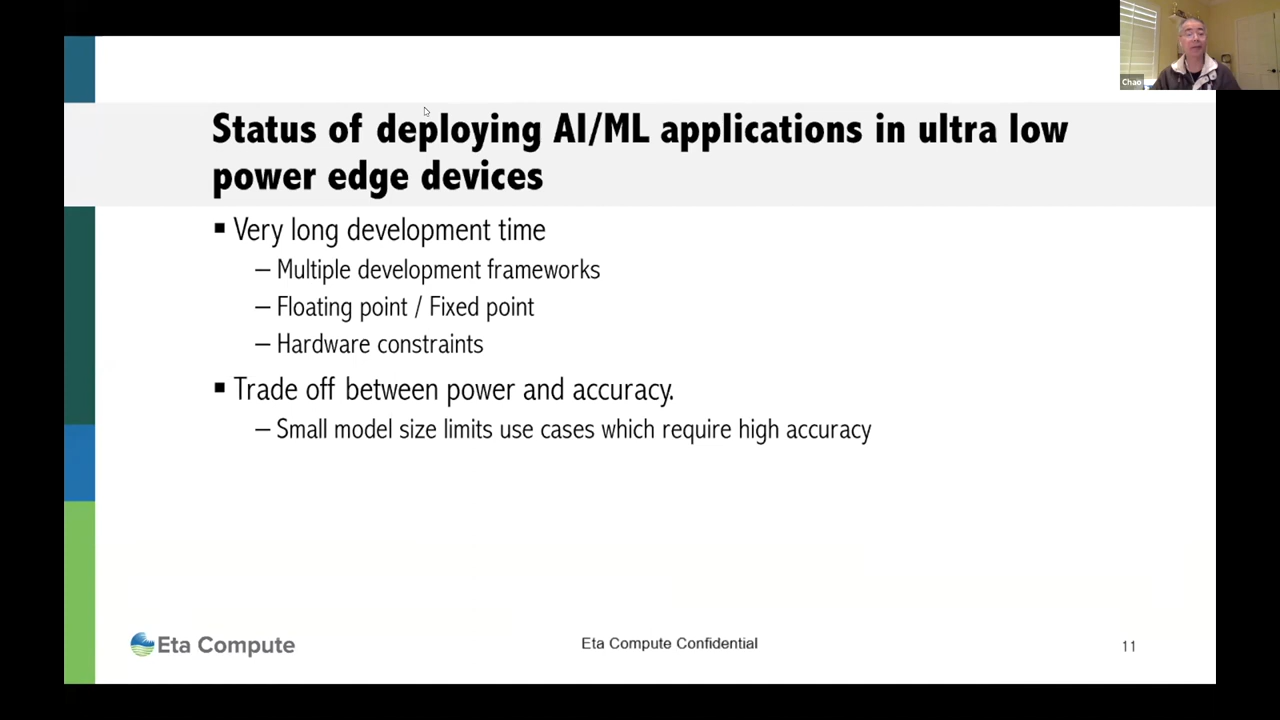 Chao
Status of deploying AI/ML applications in ultra low
power edge devices
▪ Very long development time
– Multiple development frameworks
– Floating point / Fixed point
– Hardware constraints
▪ Trade off between power and accuracy.
– Small model size limits use cases which require high accuracy
Eta Compute
Eta Compute Confidential
11